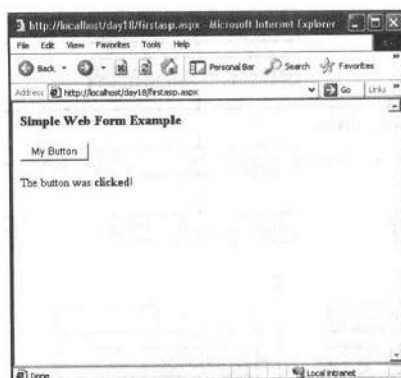 http://localhost/day18/firstasp.aspx - Microsoft Internet Explorer
File Edit View Favorites Tools Help
Back Personal Bar Search Favorites
Address http://localhost/day18/firstasp.aspx Go Links
Simple Web Form Example
My Button
The button was clicked!
Done Local intranet